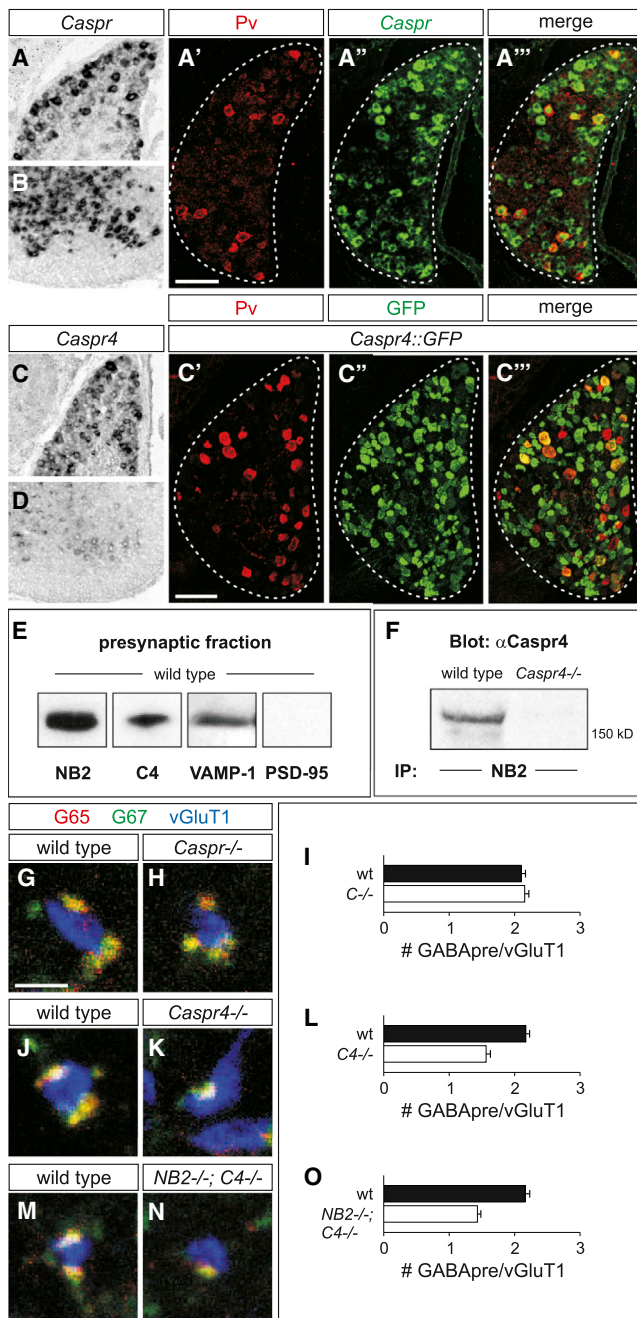 Caspr Pv Caspr merge
A A' A'' A'''
B
Pv GFP merge
Caspr4 Caspr4::GFP
C C' C'' C'''
D
E presynaptic fraction
wild type
NB2 C4 VAMP-1 PSD-95
F Blot: αCaspr4
wild type Caspr4-/-
150 kD
IP: NB2
G65 G67 vGluT1
wild type Caspr-/-
G H
wild type Caspr4-/-
J K
wild type NB2-/-; C4-/-
M N
I
wt
C-/-
0 1 2 3
# GABApre/vGluT1
L
wt
C4-/-
0 1 2 3
# GABApre/vGluT1
O
wt
NB2-/-;
C4-/-
0 1 2 3
# GABApre/vGluT1